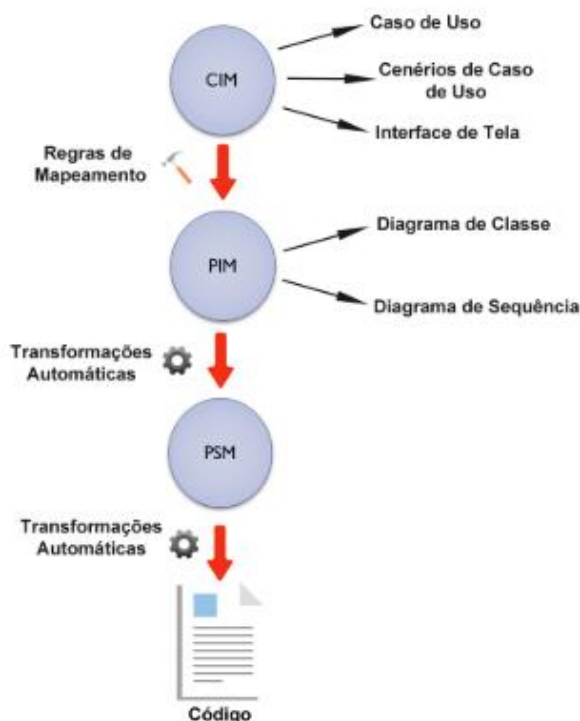 Caso de Uso
CIM
Cenérios de Caso
de Uso
Interface de Tela
Regras de
Mapeamento
PIM
Diagrama de Classe
Diagrama de Sequência
Transformações
Automáticas
PSM
Transformações
Automáticas
Código